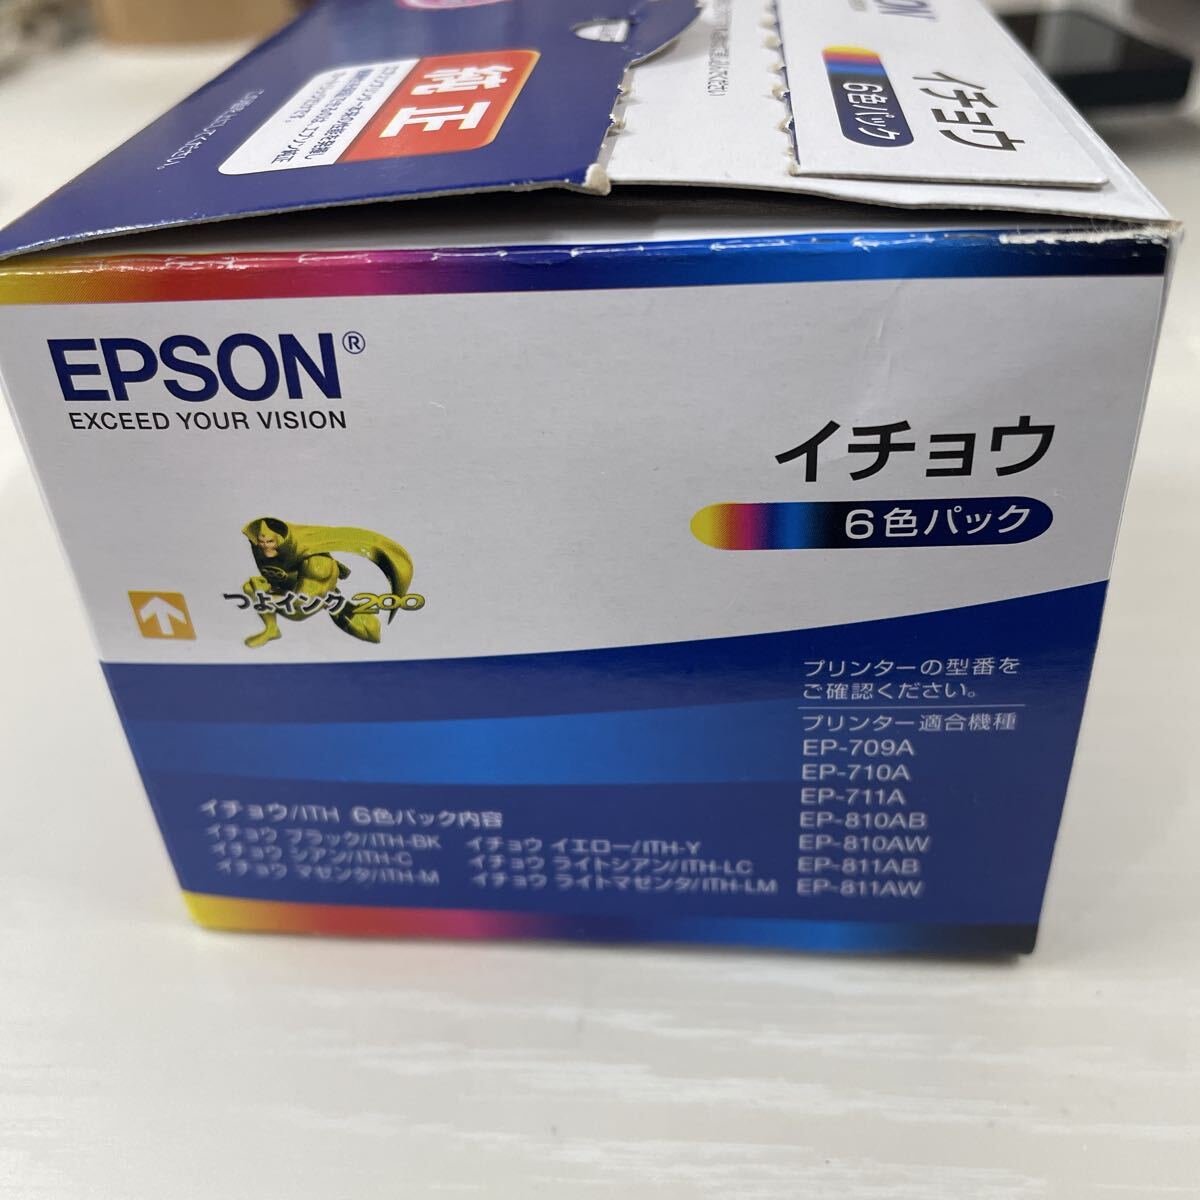 EPSON
イチョウ
6色パック
純正
EPSON®
EXCEED YOUR VISION
イチョウ
6色パック
つよインク200
プリンターの型番を
ご確認ください。
プリンター適合機種
EP-709A
EP-710A
EP-711A
EP-810AB
EP-810AW
EP-811AB
EP-811AW
イチョウ/ITH 6色パック内容
イチョウ ブラック/ITH-BK イチョウ イエロー/ITH-Y
イチョウ シアン/ITH-C イチョウ ライトシアン/ITH-LC
イチョウ マゼンタ/ITH-M イチョウ ライトマゼンタ/ITH-LM